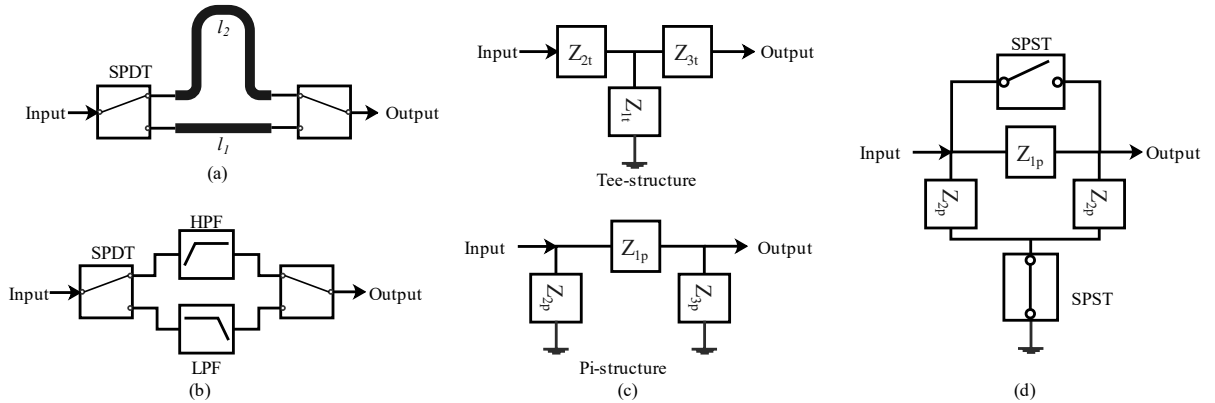 SPDT
l2
Input
Output
l1
(a)
HPF
SPDT
Input
Output
LPF
(b)
Input
Z2t
Z3t
Output
Z1t
Tee-structure
Input
Z1p
Output
Z2p
Z3p
Pi-structure
(c)
SPST
Input
Z1p
Output
Z2p
Z2p
SPST
(d)